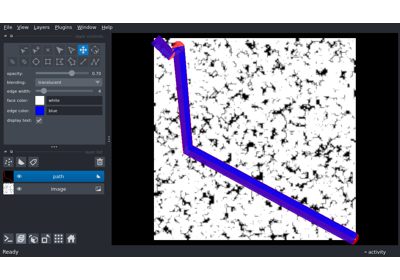 File View Layers Plugins Window Help
opacity: 0.70
blending: translucent
edge width:
face color: white
edge color: blue
display text:
path
Image
Ready
activity